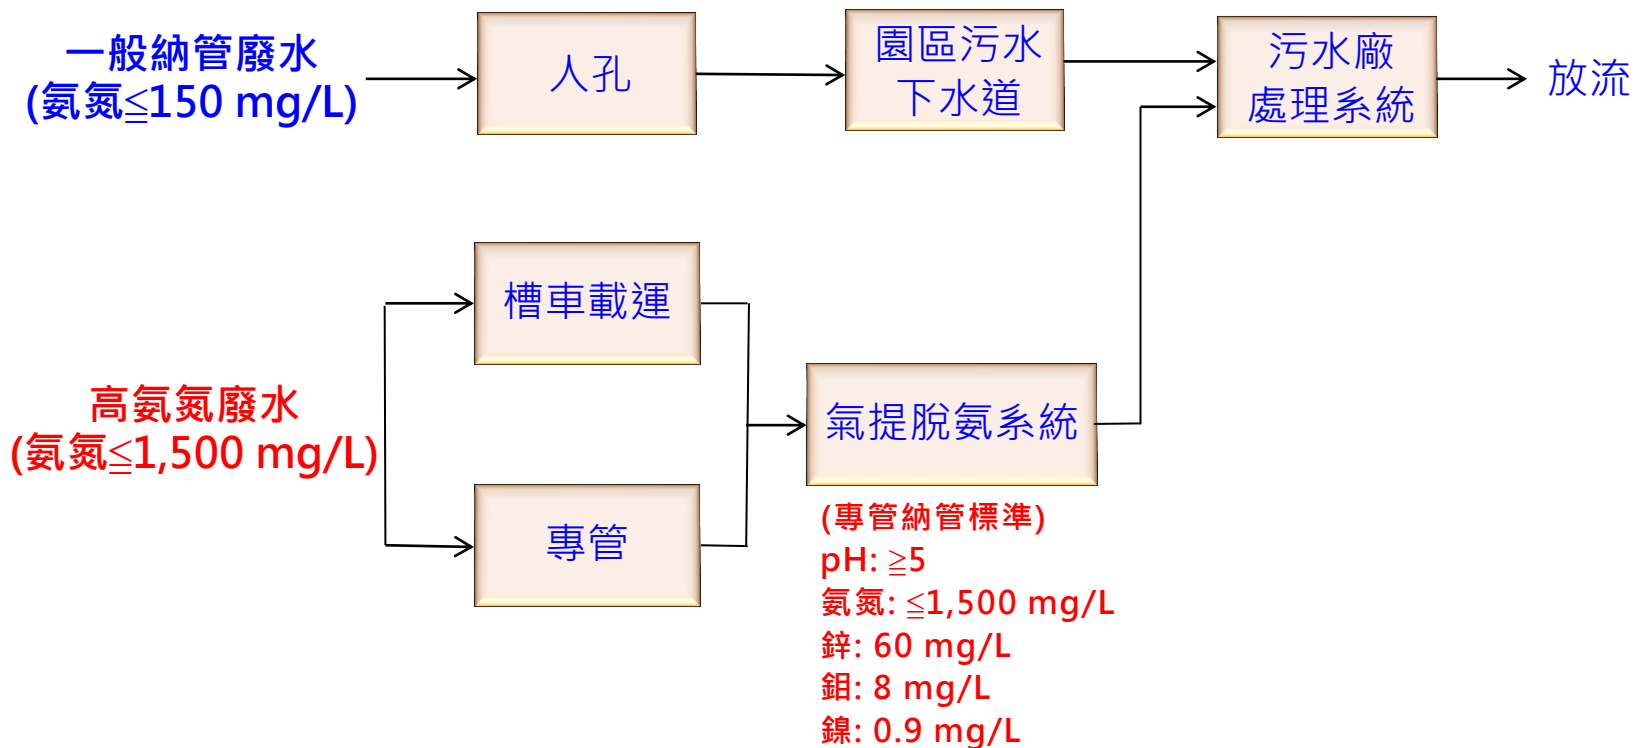 一般納管廢水
(氨氮≦150 mg/L)
人孔
園區污水
下水道
污水廠
處理系統
放流
高氨氮廢水
(氨氮≦1,500 mg/L)
槽車載運
專管
氣提脫氨系統
(專管納管標準)
pH: ≧5
氨氮: ≦1,500 mg/L
鋅: 60 mg/L
鉬: 8 mg/L
鎳: 0.9 mg/L